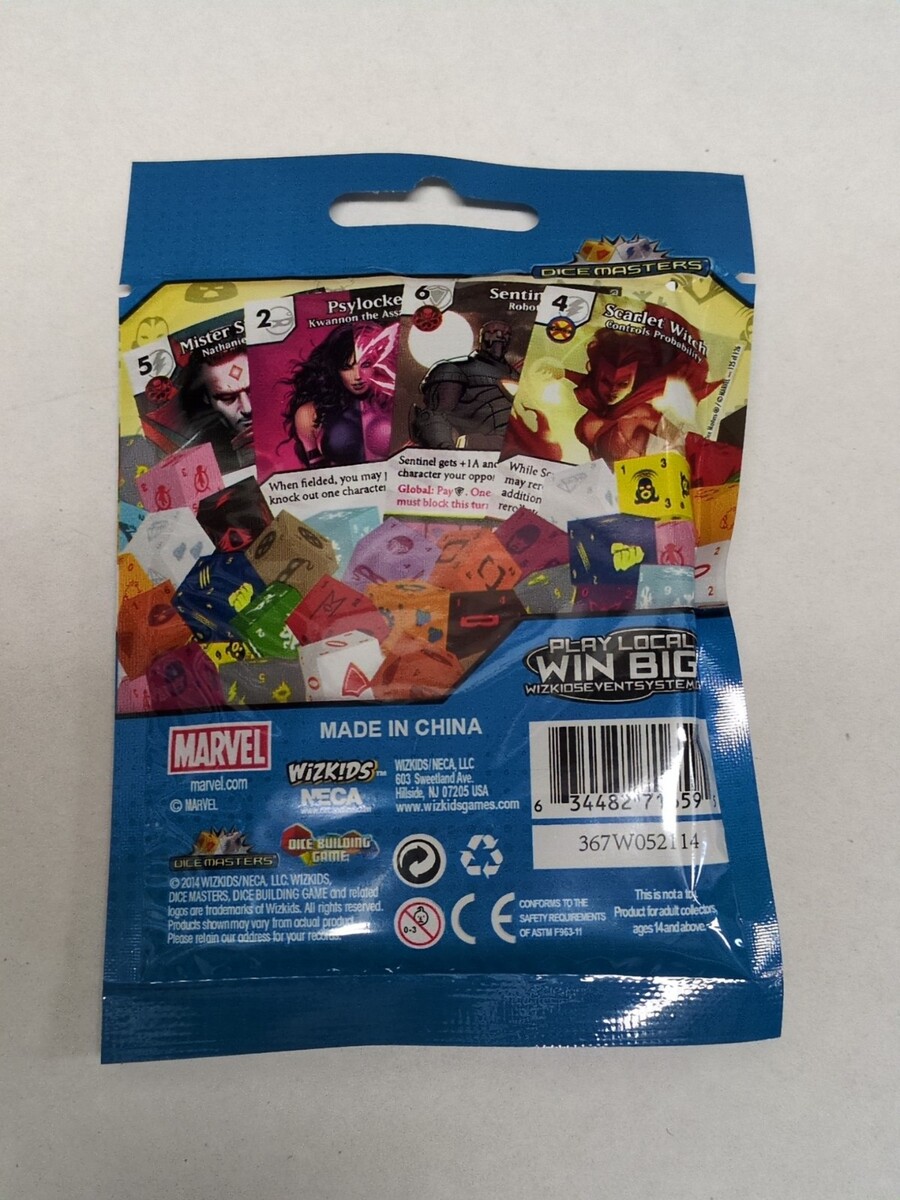 DICE MASTERS
5
Mister S
Nathanie
2
Psylocke
Kwannon the Ass
6
Sentin
Robo
4
Scarlet Witch
Controls Probability
When fielded, you may
knock out one characte
Sentinel gets +1A and
character your oppo
Global: Pay . One
must block this tur
While Sc
may rer
addition
PLAY LOCAL
WIN BIG
WIZKIDSEVENTSYSTEM
MARVEL
marvel.com
© MARVEL
MADE IN CHINA
WIZKIDS™
NECA
WIZKIDS/NECA, LLC
603 Sweetland Ave.
Hillside, NJ 07205 USA
www.wizkidsgames.com
367W052114
DICE MASTERS
DICE BUILDING
GAME
© 2014 WIZKIDS/NECA, LLC. WIZKIDS,
DICE MASTERS, DICE BUILDING GAME and related
logos are trademarks of Wizkids. All rights reserved.
Products shown may vary from actual product.
Please retain our address for your records.
0-3
CE
CONFORMS TO THE
SAFETY REQUIREMENTS
OF ASTM F963-11
This is not a toy.
Product for adult collectors
ages 14 and above.